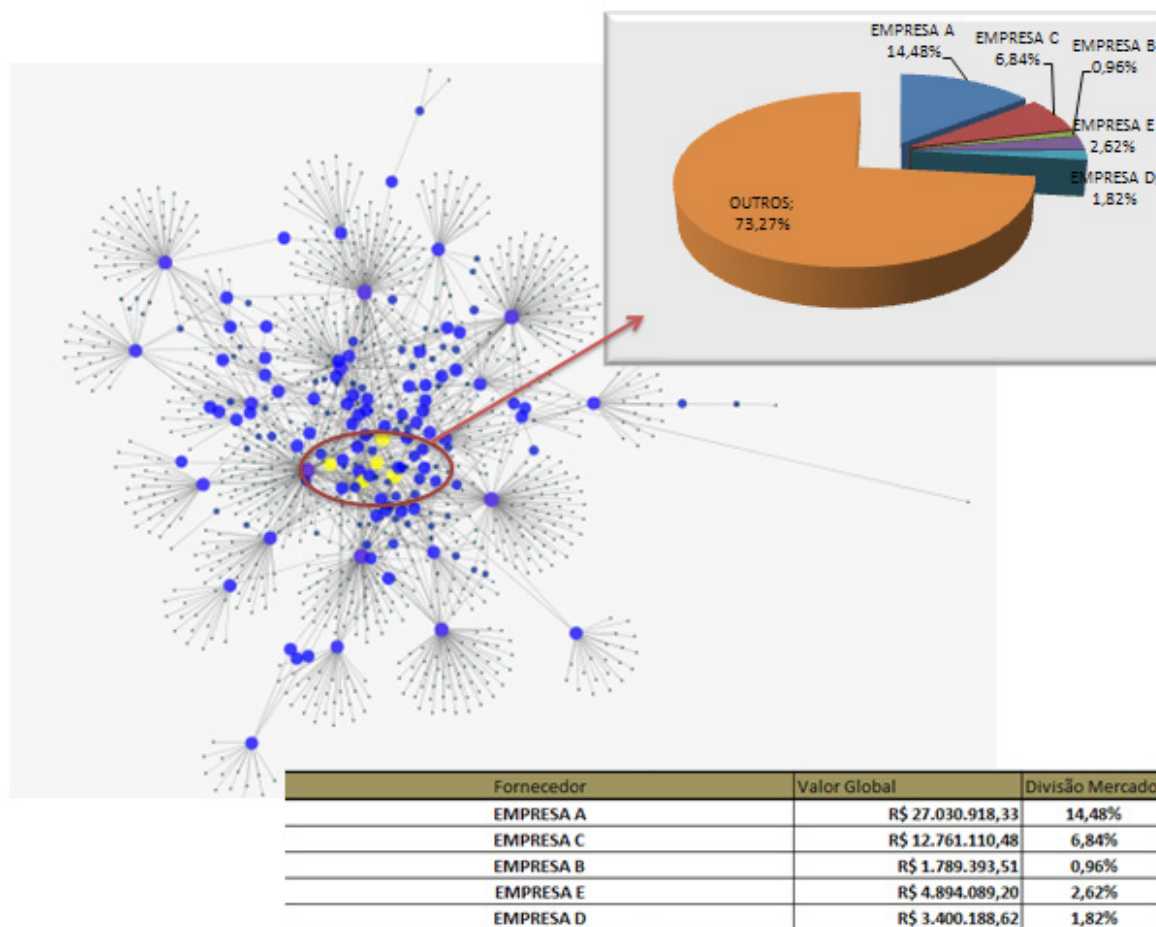 EMPRESA A
14,48%
EMPRESA C
6,84%
EMPRESA B
0,96%
EMPRESA E
2,62%
EMPRESA D;
1,82%
OUTROS;
73,27%
Fornecedor Valor Global Divisão Mercado
EMPRESA A R$ 27.030.918,33 14,48%
EMPRESA C R$ 12.761.110,48 6,84%
EMPRESA B R$ 1.789.393,51 0,96%
EMPRESA E R$ 4.894.089,20 2,62%
EMPRESA D R$ 3.400.188,62 1,82%